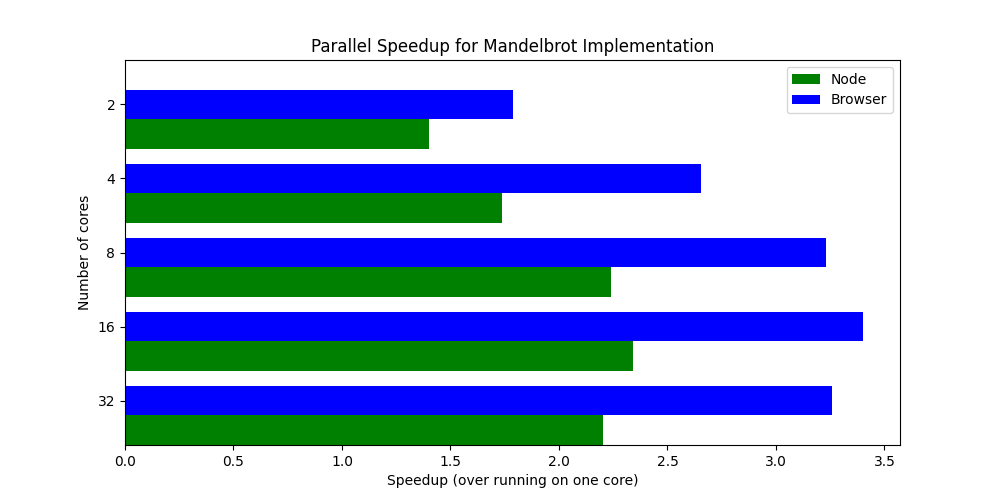 Parallel Speedup for Mandelbrot Implementation
Node
Browser
Number of cores
2
4
8
16
32
0.0 0.5 1.0 1.5 2.0 2.5 3.0 3.5
Speedup (over running on one core)